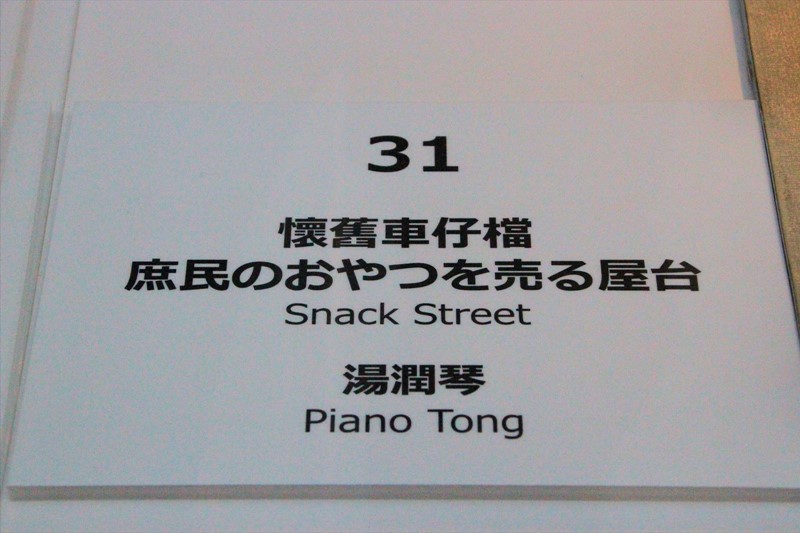 31
懷舊車仔檔
庶民のおやつを売る屋台
Snack Street
湯潤琴
Piano Tong